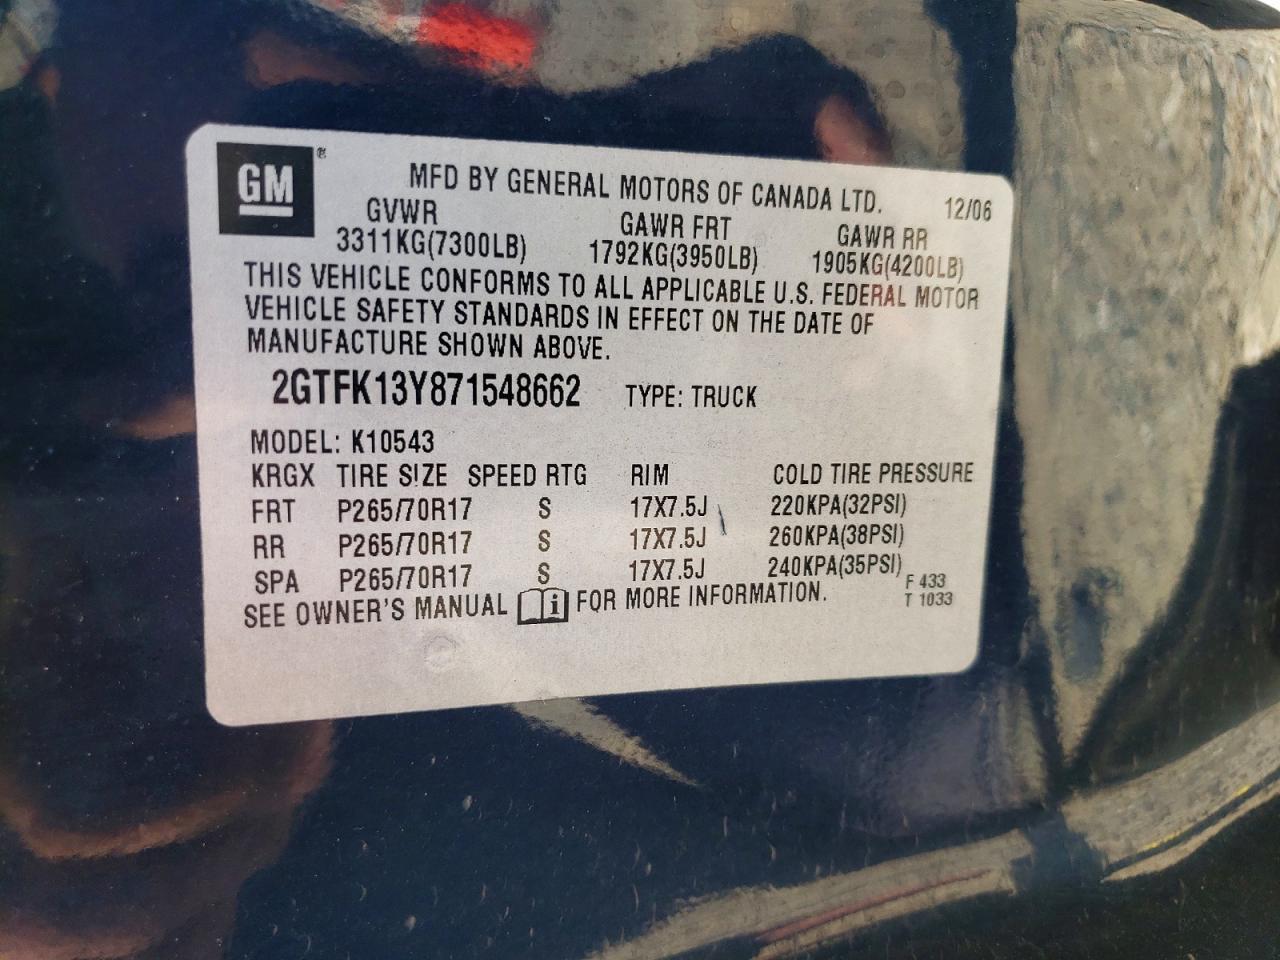 GM ®
MFD BY GENERAL MOTORS OF CANADA LTD.
12/06
GVWR GAWR FRT GAWR RR
3311KG(7300LB) 1792KG(3950LB) 1905KG(4200LB)
THIS VEHICLE CONFORMS TO ALL APPLICABLE U.S. FEDERAL MOTOR
VEHICLE SAFETY STANDARDS IN EFFECT ON THE DATE OF
MANUFACTURE SHOWN ABOVE.
2GTFK13Y871548662 TYPE: TRUCK
MODEL: K10543
KRGX TIRE SIZE SPEED RTG RIM COLD TIRE PRESSURE
FRT P265/70R17 S 17X7.5J 220KPA(32PSI)
RR P265/70R17 S 17X7.5J 260KPA(38PSI)
SPA P265/70R17 S 17X7.5J 240KPA(35PSI)
SEE OWNER'S MANUAL i FOR MORE INFORMATION.
F 433
T 1033